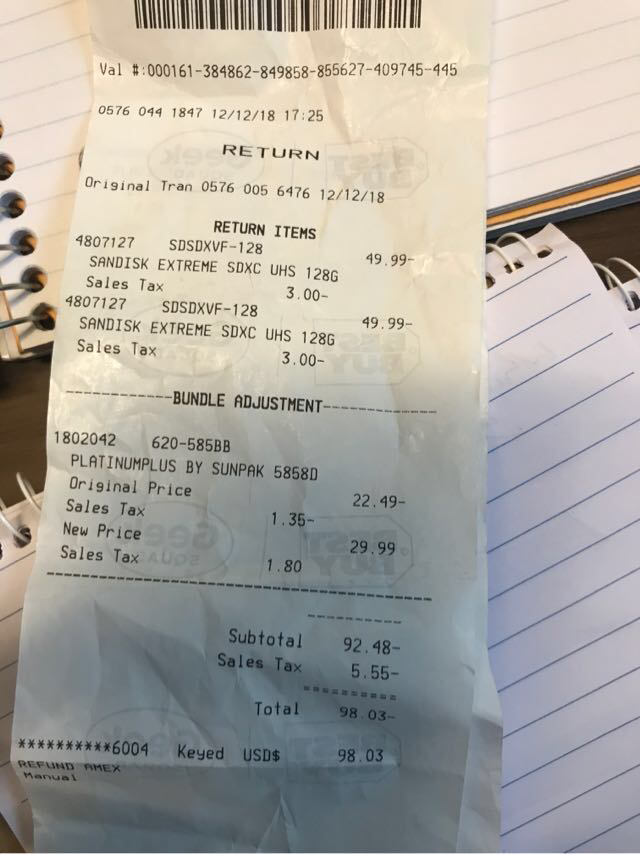 Val #:000161-384862-849858-855627-409745-445
0576 044 1847 12/12/18 17:25
RETURN
Original Tran 0576 005 6476 12/12/18
RETURN ITEMS
4807127 SDSDXVF-128 49.99-
SANDISK EXTREME SDXC UHS 128G
Sales Tax 3.00-
4807127 SDSDXVF-128 49.99-
SANDISK EXTREME SDXC UHS 128G
Sales Tax 3.00-
-----------BUNDLE ADJUSTMENT-------------
1802042 620-585BB
PLATINUMPLUS BY SUNPAK 5858D
Original Price 22.49-
Sales Tax 1.35-
New Price 29.99
Sales Tax 1.80
Subtotal 92.48-
Sales Tax 5.55-
Total 98.03-
**********6004 Keyed USD$ 98.03
REFUND AMEX
Manual